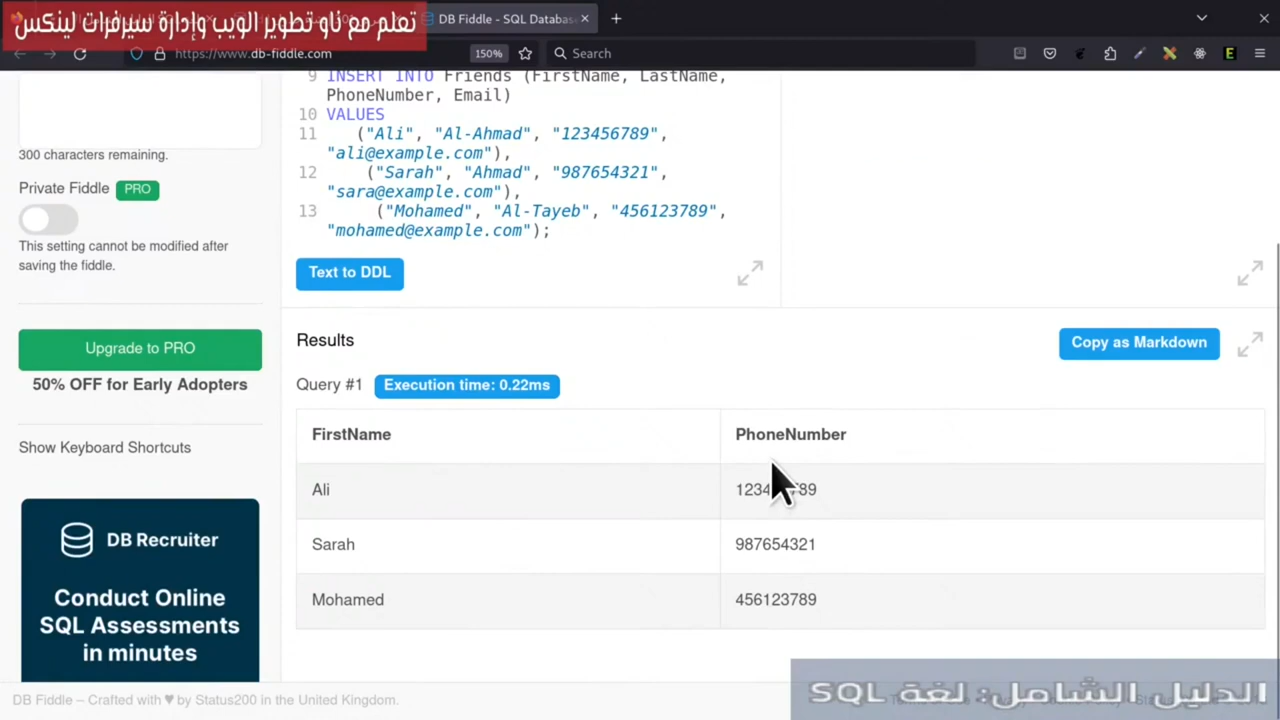 تعلم مع ناو تطوير الويب وإدارة سيرفرات لينكس
DB Fiddle - SQL Databas
https://www.db-fiddle.com
150%
Search
300 characters remaining.
Private Fiddle PRO
This setting cannot be modified after
saving the fiddle.
Upgrade to PRO
50% OFF for Early Adopters
Show Keyboard Shortcuts
DB Recruiter
Conduct Online
SQL Assessments
in minutes
9 INSERT INTO Friends (FirstName, LastName,
PhoneNumber, Email)
10 VALUES
11 ("Ali", "Al-Ahmad", "123456789",
"ali@example.com"),
12 ("Sarah", "Ahmad", "987654321",
"sara@example.com"),
13 ("Mohamed", "Al-Tayeb", "456123789",
"mohamed@example.com");
Text to DDL
Results
Copy as Markdown
Query #1 Execution time: 0.22ms
FirstName PhoneNumber
Ali 123456789
Sarah 987654321
Mohamed 456123789
DB Fiddle – Crafted with ♥ by Status200 in the United Kingdom.
الدليل الشامل: لغة SQL